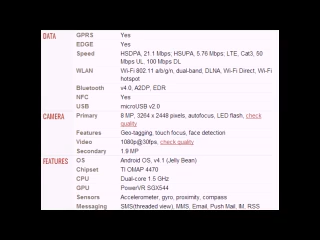 DATA GPRS Yes
EDGE Yes
Speed HSDPA, 21.1 Mbps; HSUPA, 5.76 Mbps; LTE, Cat3, 50
Mbps UL, 100 Mbps DL
WLAN Wi-Fi 802.11 a/b/g/n, dual-band, DLNA, Wi-Fi Direct, Wi-Fi
hotspot
Bluetooth v4.0, A2DP, EDR
NFC Yes
USB microUSB v2.0
CAMERA Primary 8 MP, 3264 x 2448 pixels, autofocus, LED flash, check
quality
Features Geo-tagging, touch focus, face detection
Video 1080p@30fps, check quality
Secondary 1.9 MP
FEATURES OS Android OS, v4.1 (Jelly Bean)
Chipset TI OMAP 4470
CPU Dual-core 1.5 GHz
GPU PowerVR SGX544
Sensors Accelerometer, gyro, proximity, compass
Messaging SMS(threaded view), MMS, Email, Push Mail, IM, RSS